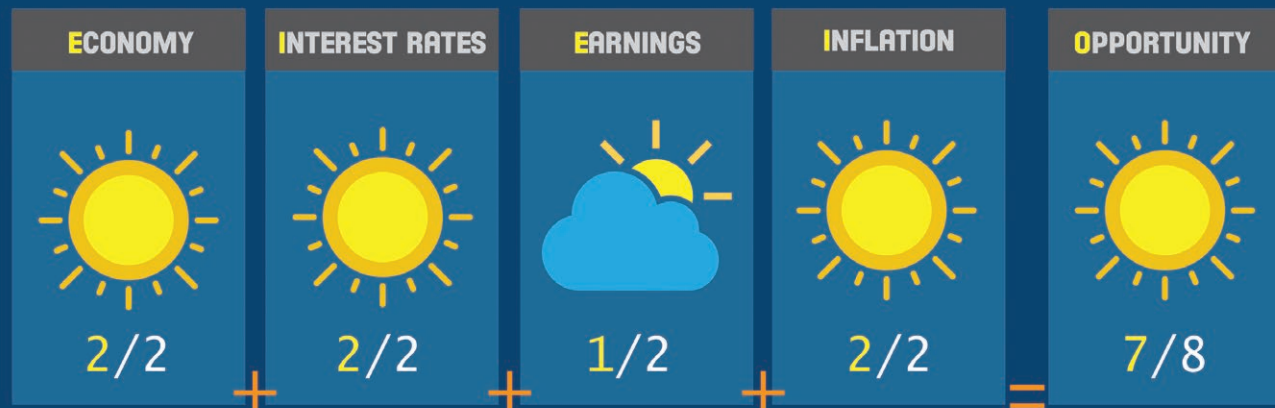 ECONOMY
INTEREST RATES
EARNINGS
INFLATION
OPPORTUNITY
2/2
+
2/2
+
1/2
+
2/2
=
7/8